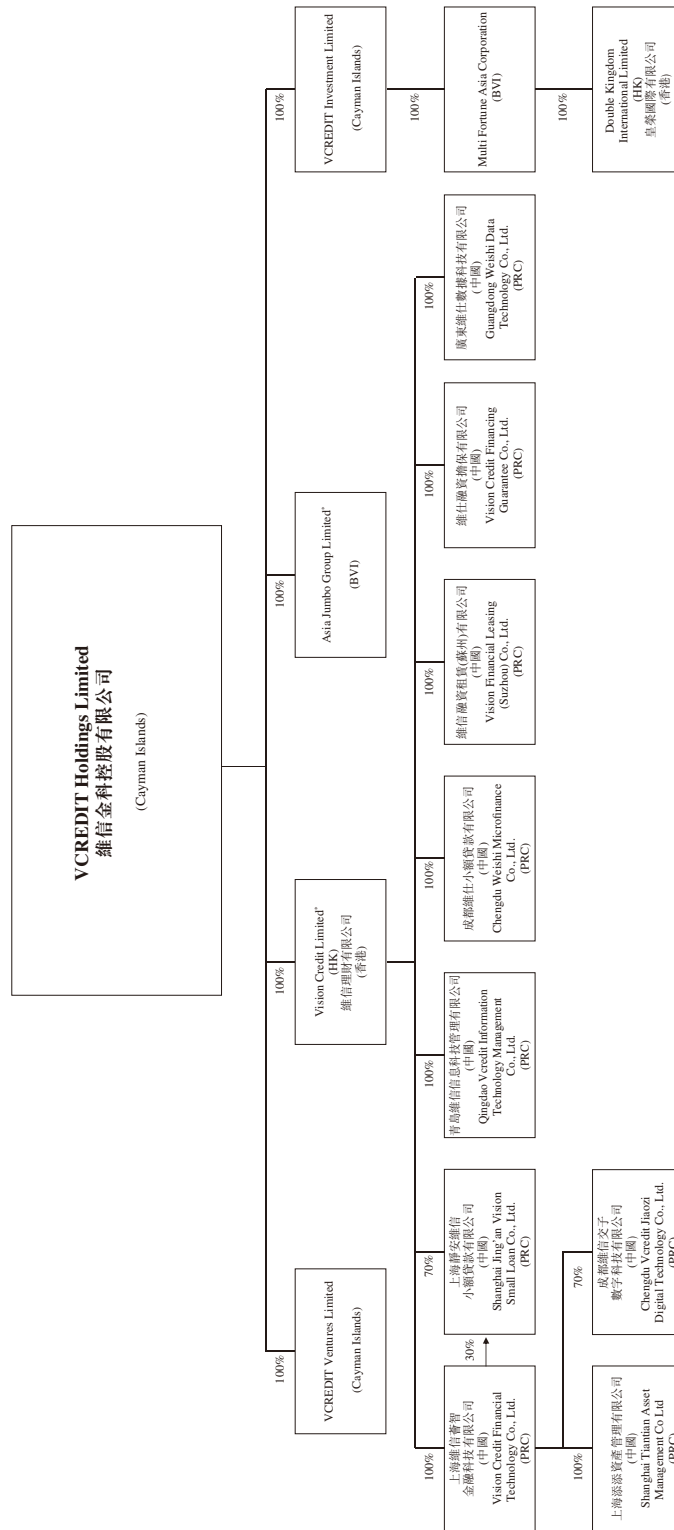 VCREDIT Holdings Limited
維信金科控股有限公司
(Cayman Islands)
100%
100%
100%
100%
VCREDIT Ventures Limited
(Cayman Islands)
Vision Credit Limited*
(HK)
維信理財有限公司
(香港)
Asia Jumbo Group Limited*
(BVI)
VCREDIT Investment Limited
(Cayman Islands)
100%
70%
100%
100%
100%
100%
100%
100%
上海維信薈智
金融科技有限公司
(中國)
Vision Credit Financial
Technology Co., Ltd.
(PRC)
30%
上海靜安維信
小額貸款有限公司
(中國)
Shanghai Jing'an Vision
Small Loan Co., Ltd.
(PRC)
青島維信信息科技管理有限公司
(中國)
Qingdao Vcredit Information
Technology Management
Co., Ltd.
(PRC)
成都維仕小額貸款有限公司
(中國)
Chengdu Weishi Microfinance
Co., Ltd.
(PRC)
維信融資租賃(蘇州)有限公司
(中國)
Vision Financial Leasing
(Suzhou) Co., Ltd.
(PRC)
維仕融資擔保有限公司
(中國)
Vision Credit Financing
Guarantee Co., Ltd.
(PRC)
廣東維仕數據科技有限公司
(中國)
Guangdong Weishi Data
Technology Co., Ltd.
(PRC)
Multi Fortune Asia Corporation
(BVI)
100%
70%
100%
上海添添資產管理有限公司
(中國)
Shanghai Tiantian Asset
Management Co Ltd
(PRC)
成都維信交子
數字科技有限公司
(中國)
Chengdu Vcredit Jiaozi
Digital Technology Co., Ltd.
(PRC)
Double Kingdom
International Limited
(HK)
皇榮國際有限公司
(香港)